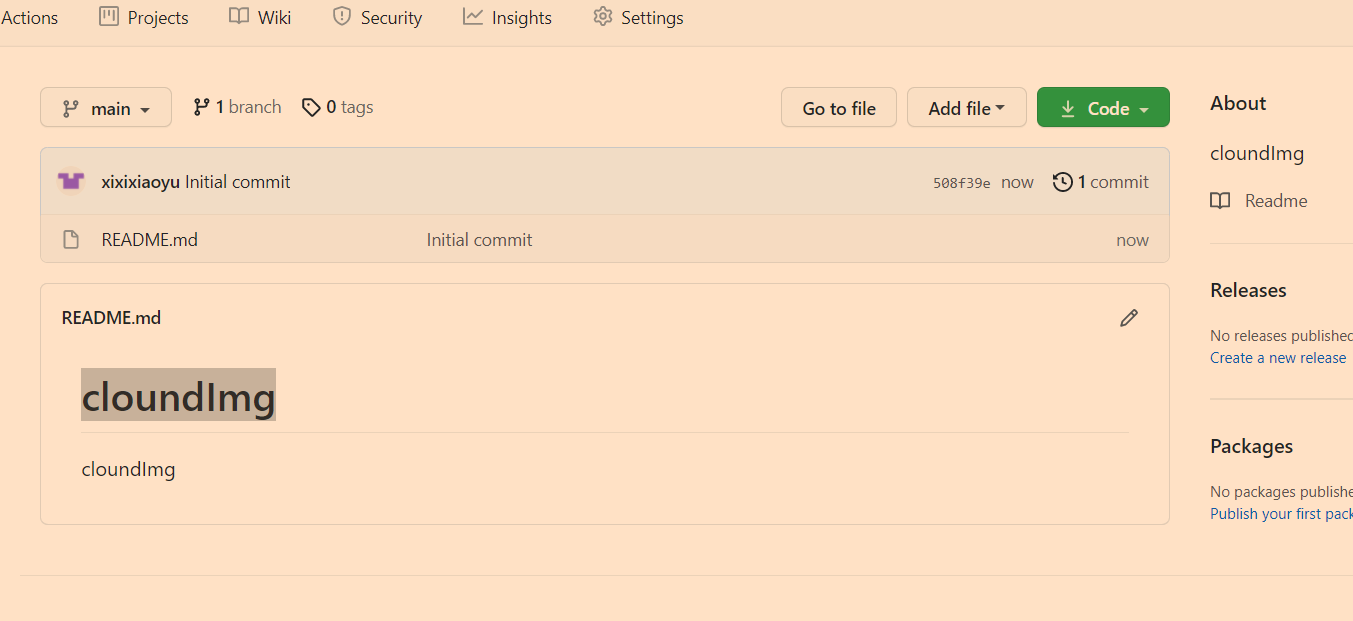 Actions Projects Wiki Security Insights Settings
main 1 branch 0 tags Go to file Add file Code
xixixiaoyu Initial commit 508f39e now 1 commit
README.md Initial commit now
README.md
cloundImg
cloundImg
About
cloundImg
Readme
Releases
No releases published
Create a new release
Packages
No packages publishe
Publish your first pack